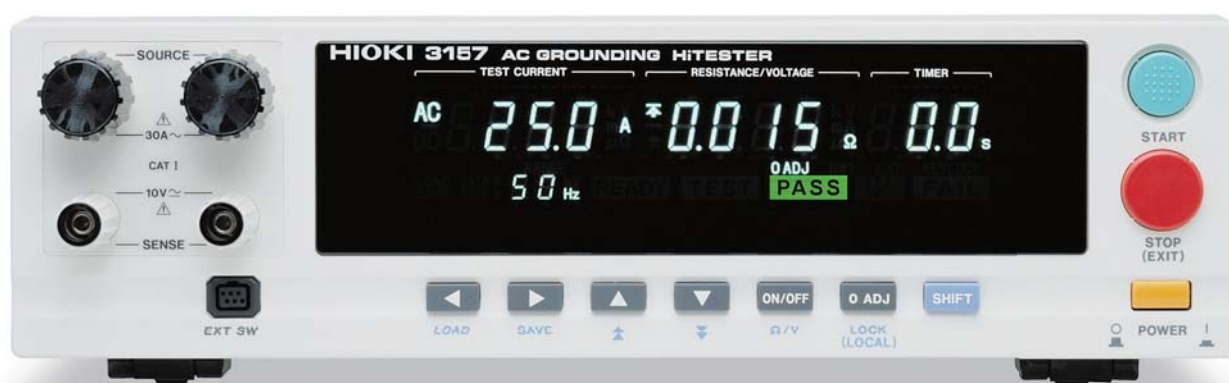 HIOKI 3157 AC GROUNDING HiTESTER
TEST CURRENT RESISTANCE/VOLTAGE TIMER
AC 25.0 A 0.015 Ω 0.0 s
0 ADJ
50 Hz READY TEST PASS FAIL
SOURCE
30A~
CAT I
10V≂
SENSE
EXT SW
ON/OFF 0 ADJ SHIFT
LOAD SAVE Ω/V LOCK
(LOCAL)
START
STOP
(EXIT)
POWER